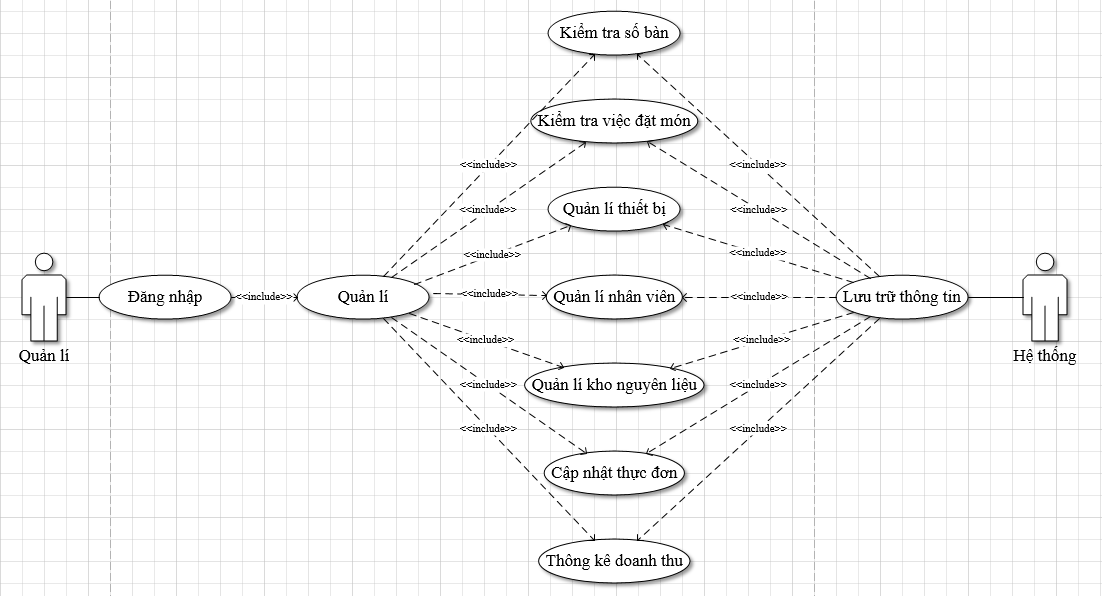 Kiểm tra số bàn
Kiểm tra việc đặt món
<<include>>
<<include>>
<<include>>
<<include>>
Quản lí thiết bị
<<include>>
<<include>>
Đăng nhập
<<include>>
Quản lí
<<include>>
Quản lí nhân viên
<<include>>
Lưu trữ thông tin
Quản lí
Hệ thống
<<include>>
<<include>>
Quản lí kho nguyên liệu
<<include>>
<<include>>
<<include>>
<<include>>
Cập nhật thực đơn
Thông kê doanh thu